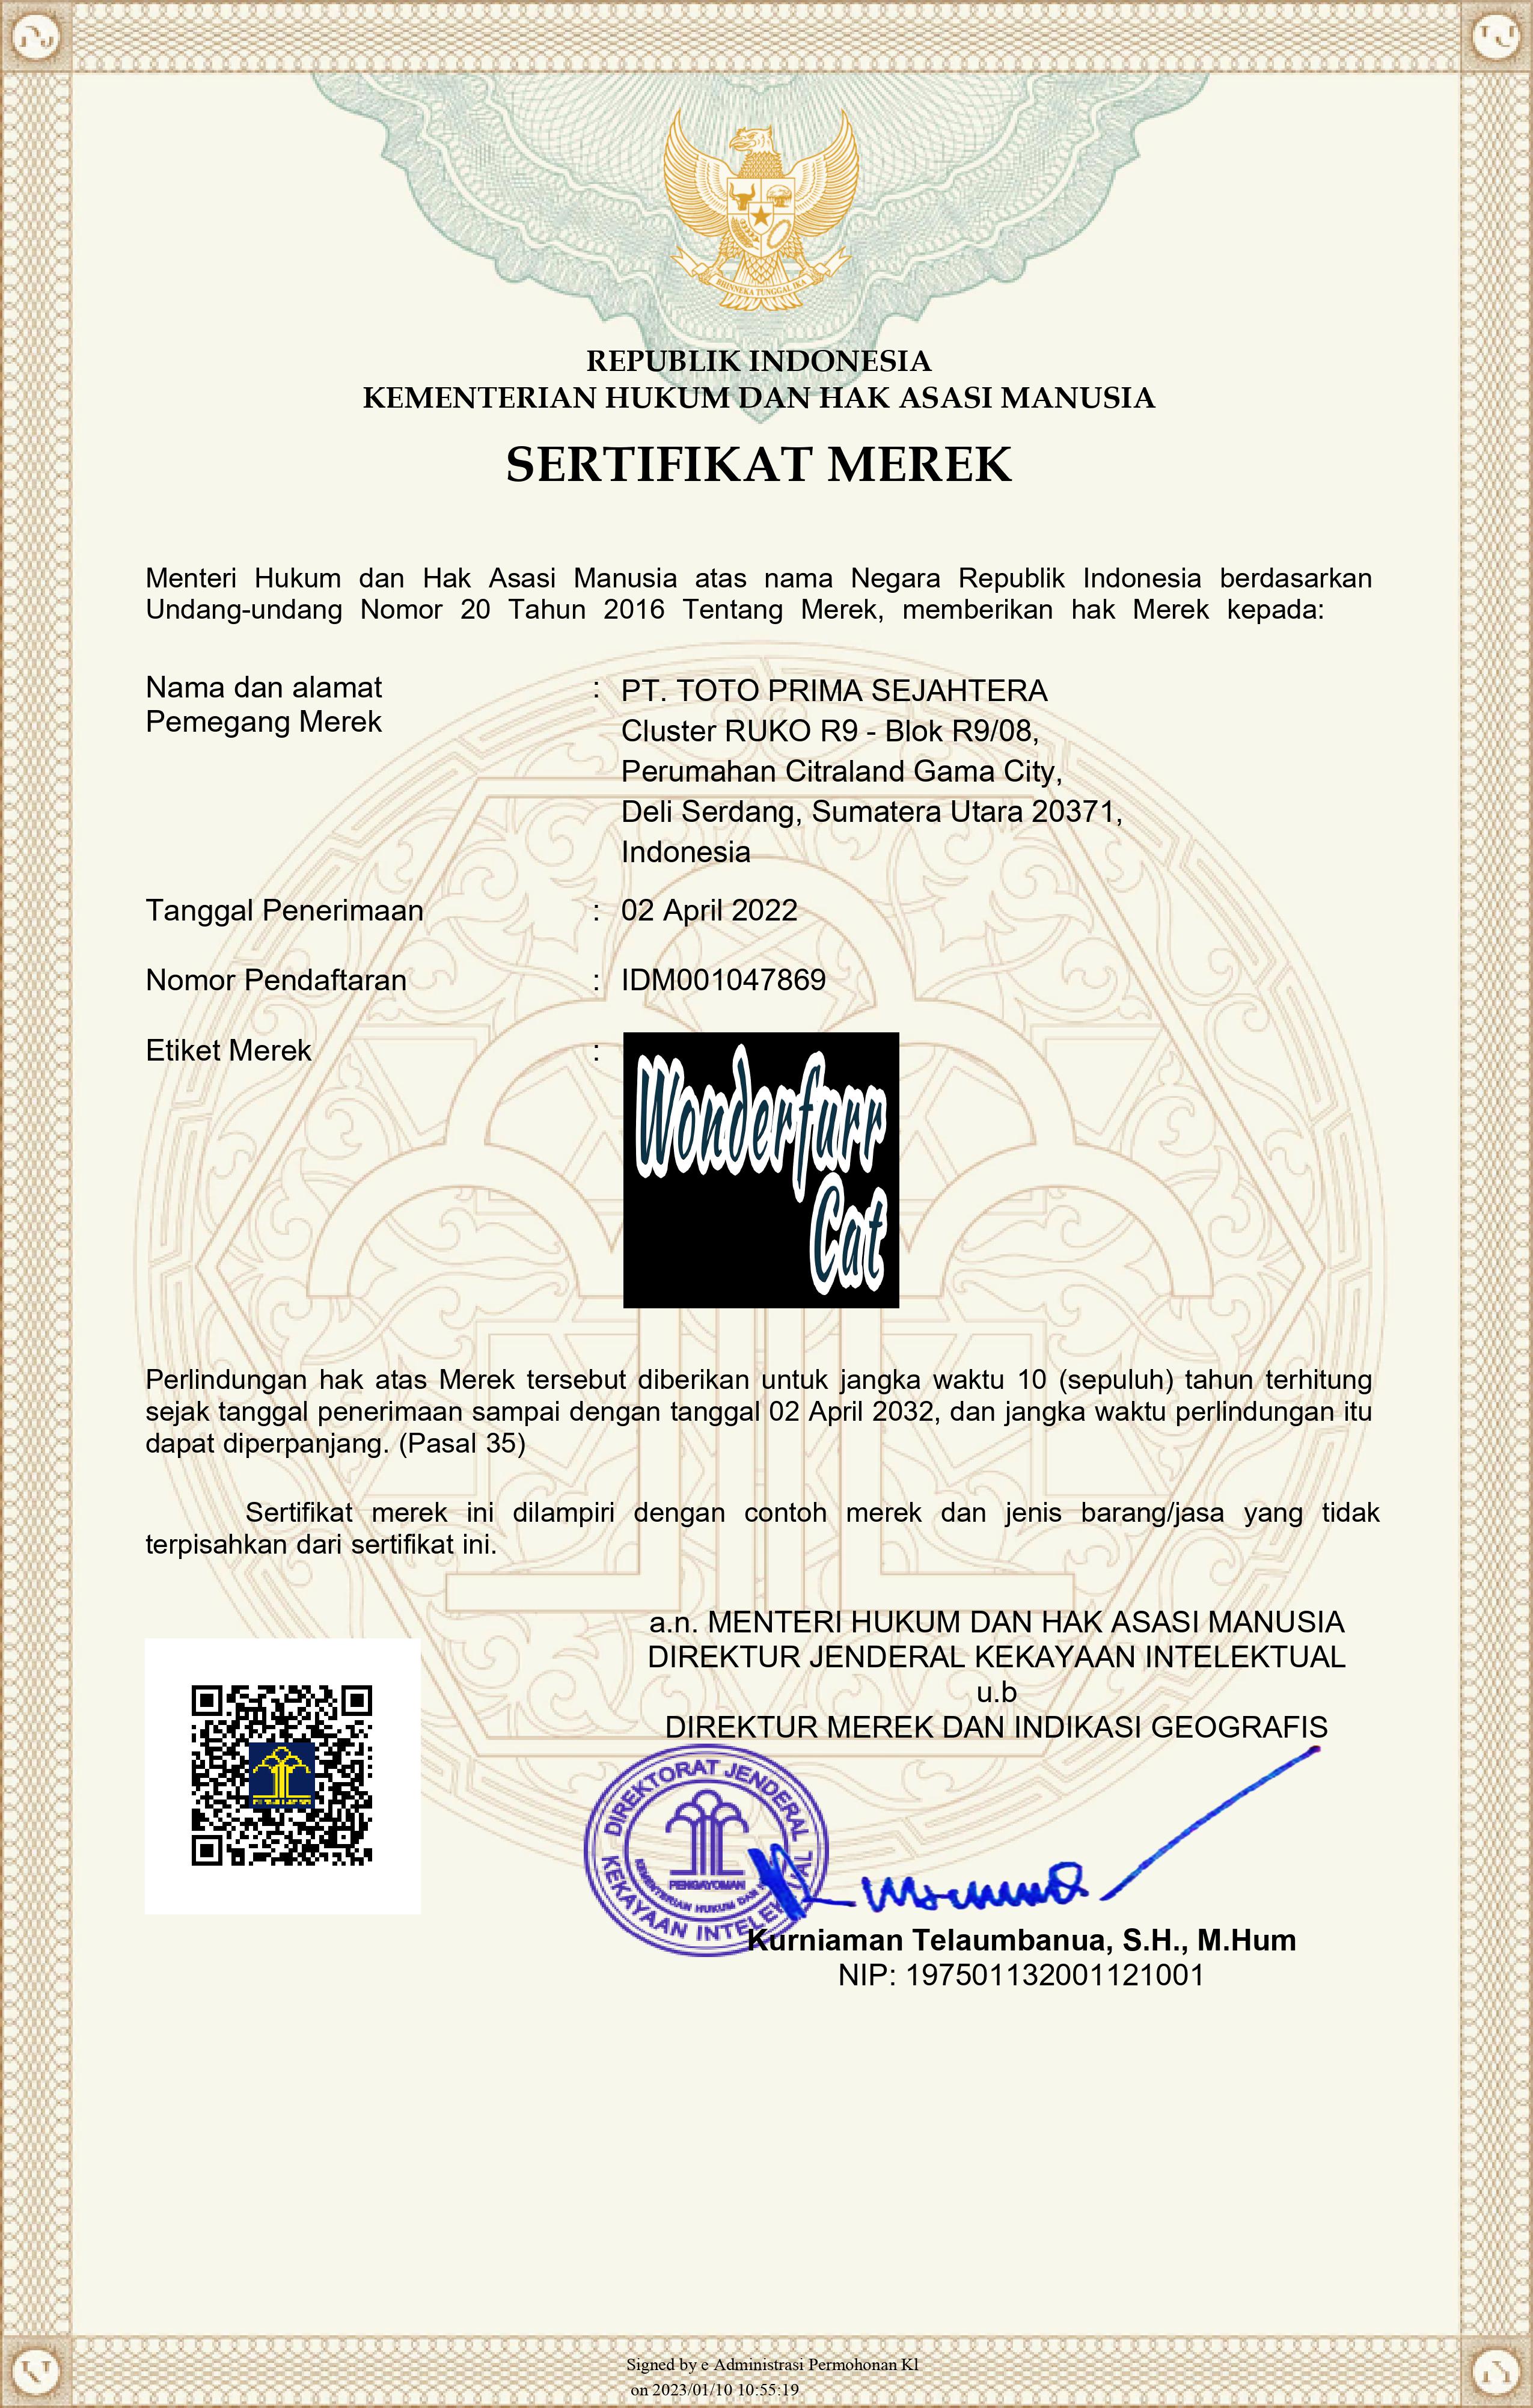 BHINNEKA TUNGGAL IKA
REPUBLIK INDONESIA
KEMENTERIAN HUKUM DAN HAK ASASI MANUSIA
SERTIFIKAT MEREK
Menteri Hukum dan Hak Asasi Manusia atas nama Negara Republik Indonesia berdasarkan
Undang-undang Nomor 20 Tahun 2016 Tentang Merek, memberikan hak Merek kepada:
Nama dan alamat : PT. TOTO PRIMA SEJAHTERA
Pemegang Merek
Cluster RUKO R9 - Blok R9/08,
Perumahan Citraland Gama City,
Deli Serdang, Sumatera Utara 20371,
Indonesia
Tanggal Penerimaan : 02 April 2022
Nomor Pendaftaran : IDM001047869
Etiket Merek :
Wonderfurr
Cat
Perlindungan hak atas Merek tersebut diberikan untuk jangka waktu 10 (sepuluh) tahun terhitung
sejak tanggal penerimaan sampai dengan tanggal 02 April 2032, dan jangka waktu perlindungan itu
dapat diperpanjang. (Pasal 35)
Sertifikat merek ini dilampiri dengan contoh merek dan jenis barang/jasa yang tidak
terpisahkan dari sertifikat ini.
a.n. MENTERI HUKUM DAN HAK ASASI MANUSIA
DIREKTUR JENDERAL KEKAYAAN INTELEKTUAL
u.b
DIREKTUR MEREK DAN INDIKASI GEOGRAFIS
DIREKTORAT JENDERAL
KEKAYAAN INTELEKTUAL
PENGAYOMAN
KEMENTERIAN HUKUM DAN
Kurniaman Telaumbanua, S.H., M.Hum
NIP: 197501132001121001
Signed by e Administrasi Permohonan KI
on 2023/01/10 10:55:19